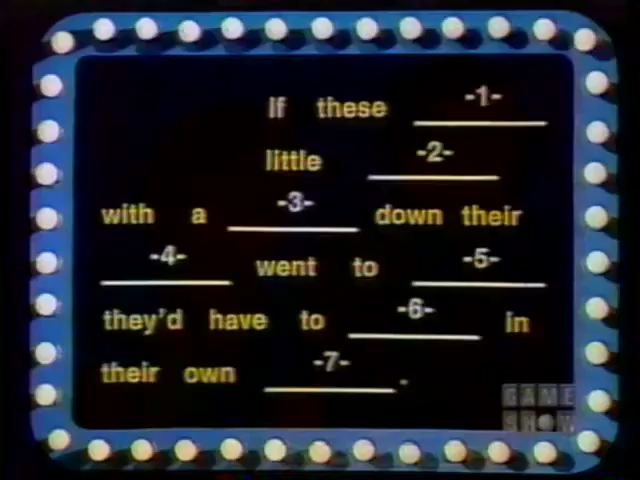 If these -1-
little -2-
with a -3- down their
-4- went to -5-
they'd have to -6- in
their own -7-.
GAME
SHOW